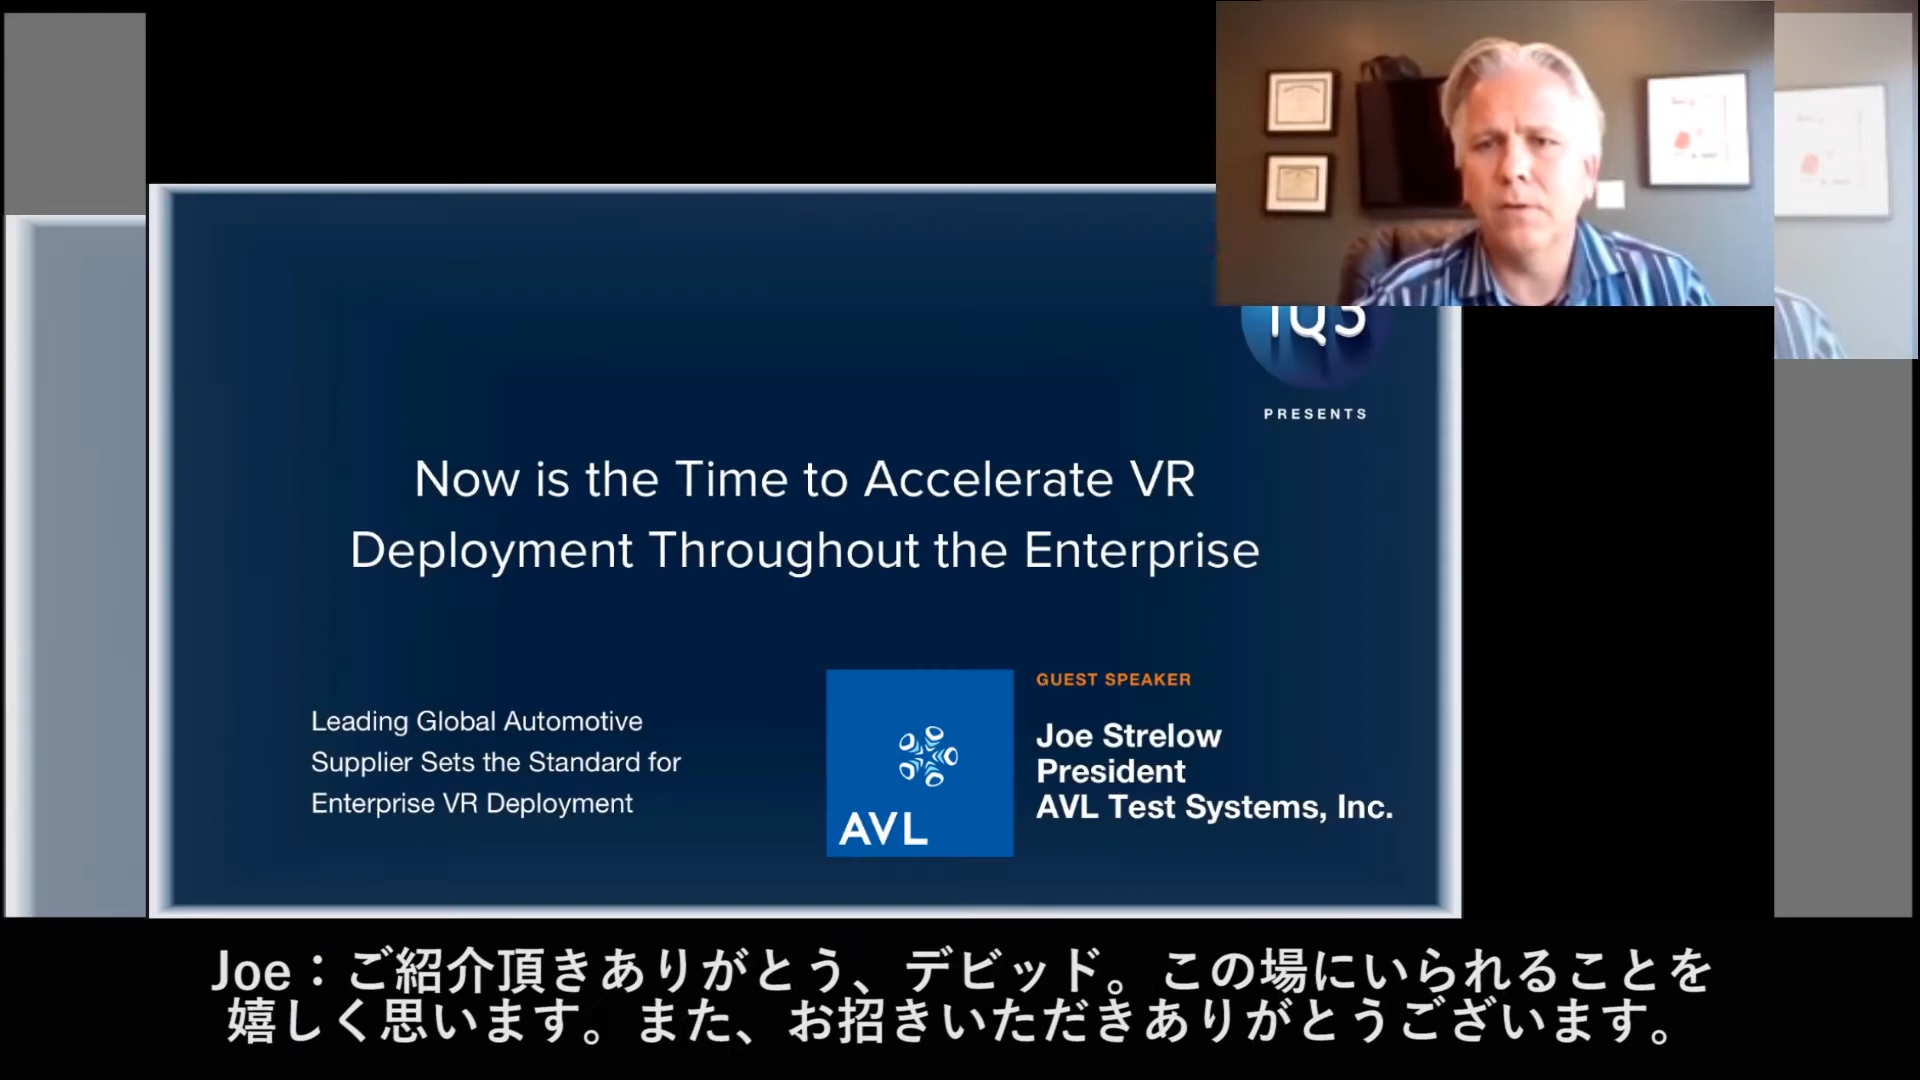 PRESENTS
Now is the Time to Accelerate VR
Deployment Throughout the Enterprise
Leading Global Automotive
Supplier Sets the Standard for
Enterprise VR Deployment
AVL
GUEST SPEAKER
Joe Strelow
President
AVL Test Systems, Inc.
Joe：ご紹介頂きありがとう、デビッド。この場にいられることを
嬉しく思います。また、お招きいただきありがとうございます。